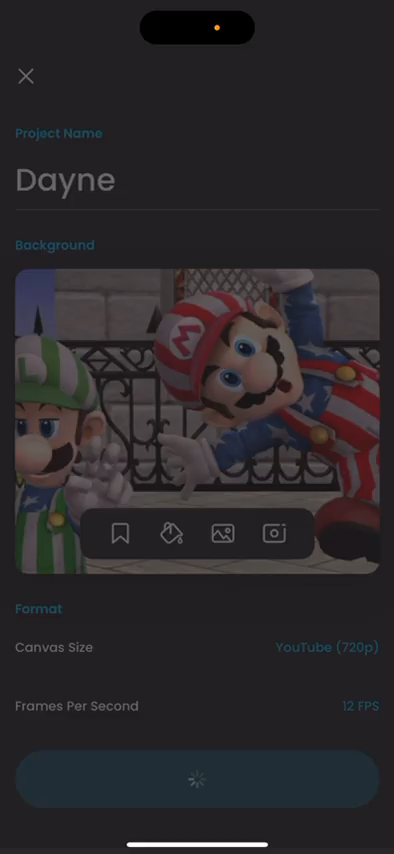 Project Name
Dayne
Background
M
Format
Canvas Size YouTube (720p)
Frames Per Second 12 FPS